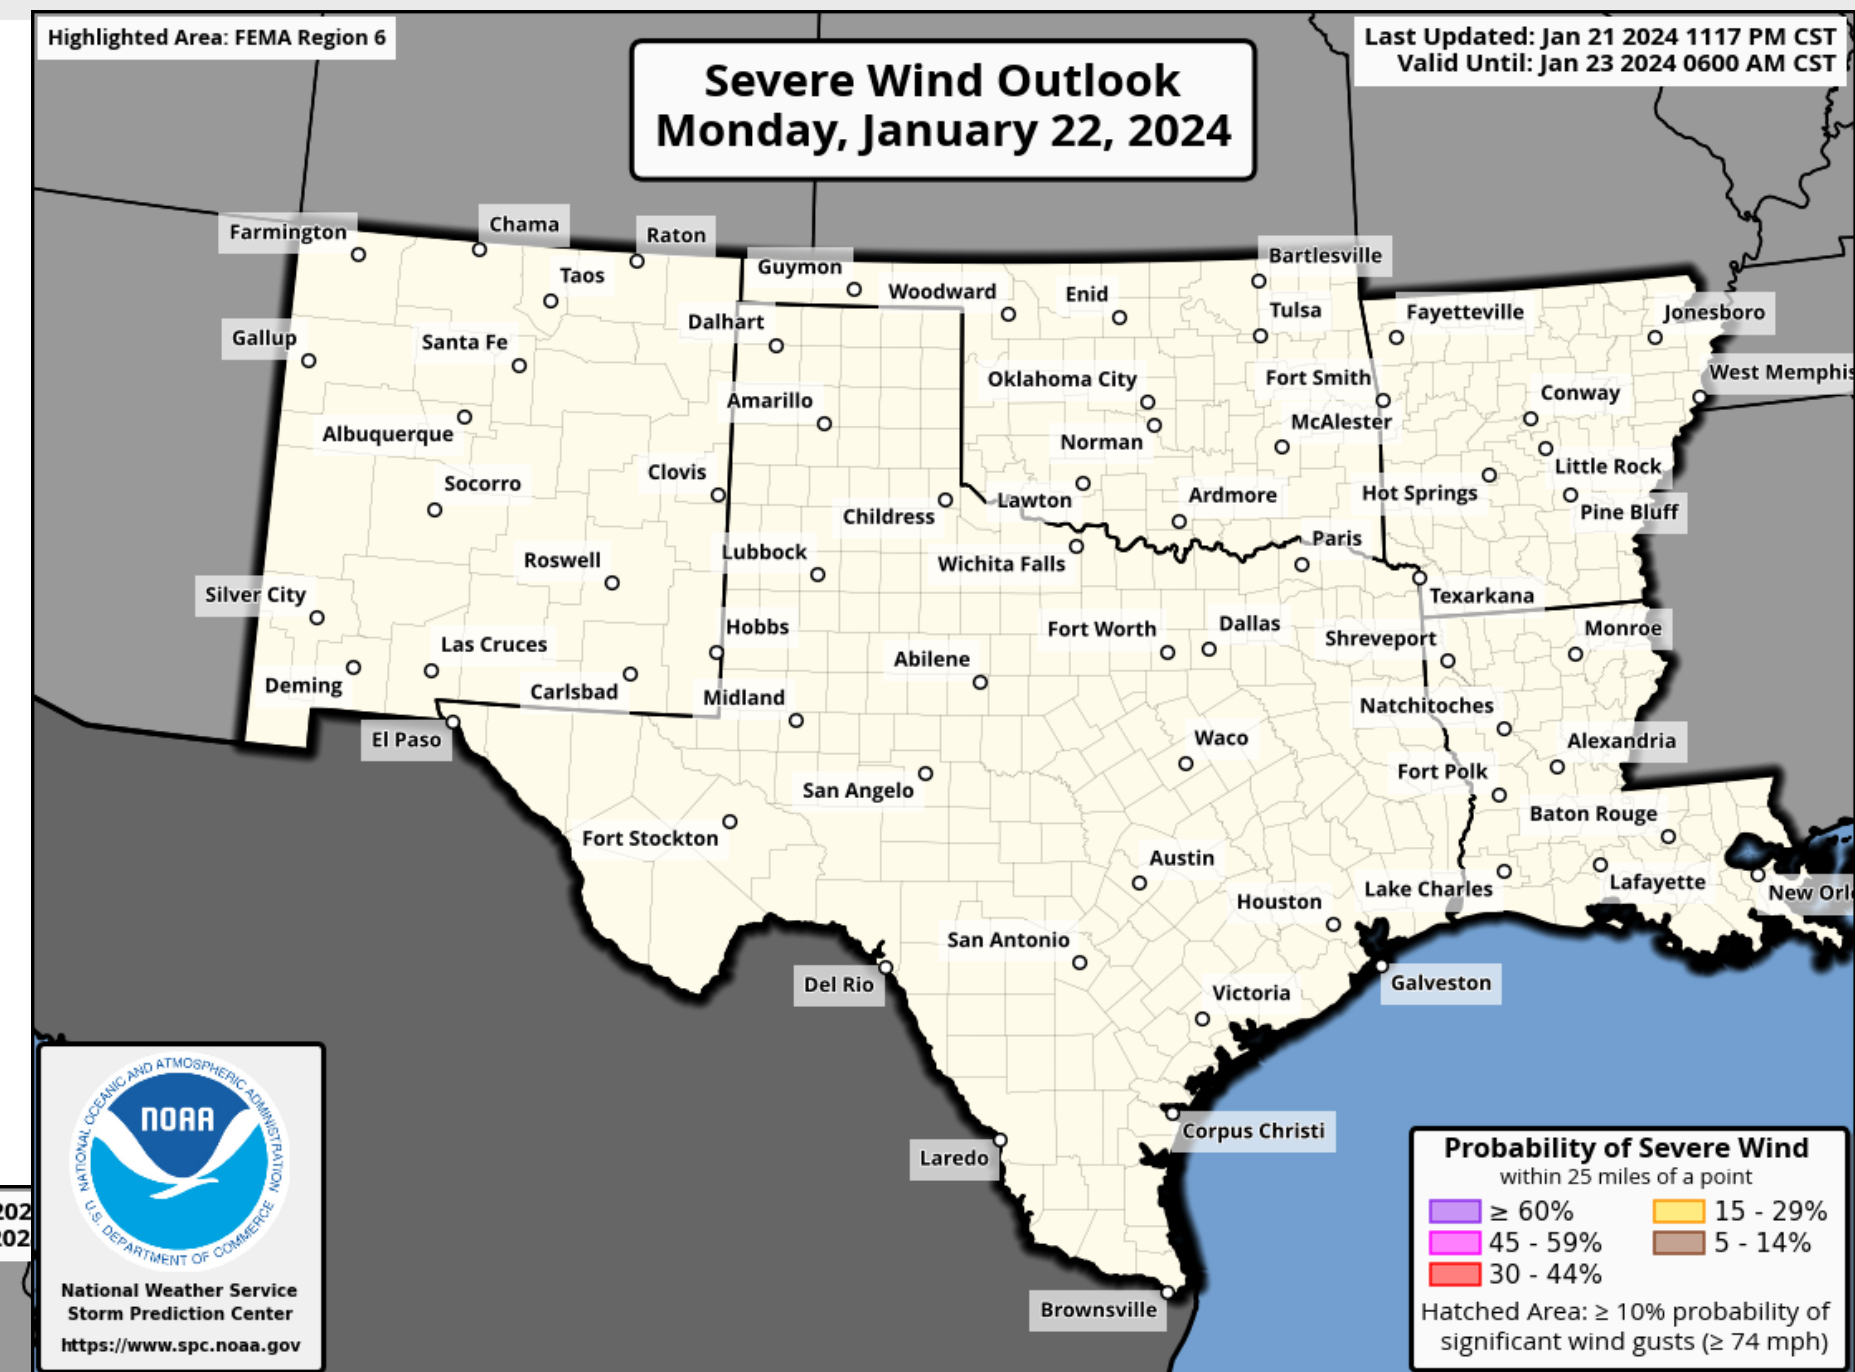 Highlighted Area: FEMA Region 6
Last Updated: Jan 21 2024 1117 PM CST
Valid Until: Jan 23 2024 0600 AM CST
Severe Wind Outlook
Monday, January 22, 2024
Farmington
Chama
Raton
Taos
Guymon
Woodward
Enid
Bartlesville
Tulsa
Fayetteville
Jonesboro
Gallup
Santa Fe
Dalhart
Oklahoma City
Fort Smith
Conway
West Memphis
Albuquerque
Amarillo
Norman
McAlester
Little Rock
Socorro
Clovis
Childress
Lawton
Ardmore
Hot Springs
Pine Bluff
Roswell
Lubbock
Wichita Falls
Paris
Texarkana
Silver City
Las Cruces
Hobbs
Fort Worth
Dallas
Shreveport
Monroe
Deming
Carlsbad
Midland
Abilene
Natchitoches
El Paso
Waco
Alexandria
San Angelo
Fort Polk
Fort Stockton
Baton Rouge
Austin
Lake Charles
Lafayette
New Orl
Houston
San Antonio
Del Rio
Victoria
Galveston
Corpus Christi
Laredo
Brownsville
202
202
NATIONAL OCEANIC AND ATMOSPHERIC ADMINISTRATION
NOAA
U.S. DEPARTMENT OF COMMERCE
National Weather Service
Storm Prediction Center
https://www.spc.noaa.gov
Probability of Severe Wind
within 25 miles of a point
≥ 60%
15 - 29%
45 - 59%
5 - 14%
30 - 44%
Hatched Area: ≥ 10% probability of
significant wind gusts (≥ 74 mph)